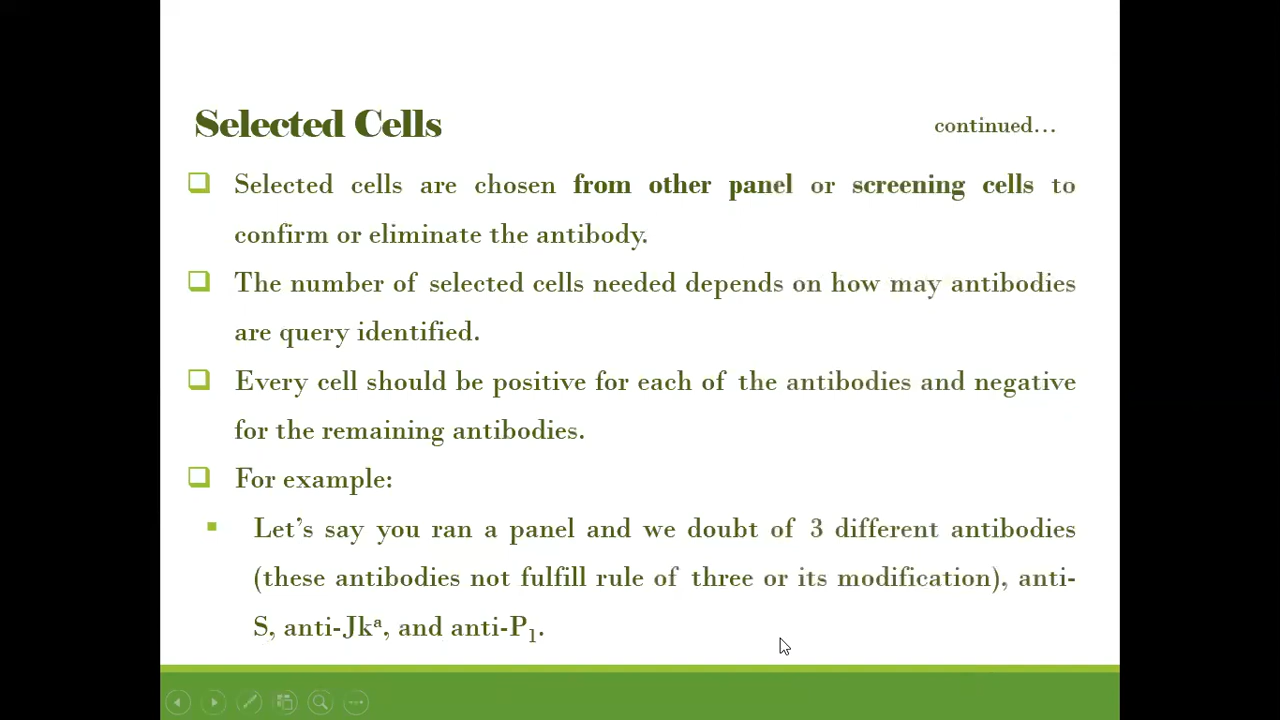 Selected Cells
continued…
Selected cells are chosen from other panel or screening cells to
confirm or eliminate the antibody.
The number of selected cells needed depends on how may antibodies
are query identified.
Every cell should be positive for each of the antibodies and negative
for the remaining antibodies.
For example:
Let’s say you ran a panel and we doubt of 3 different antibodies
(these antibodies not fulfill rule of three or its modification), anti-
S, anti-Jkᵃ, and anti-P₁.